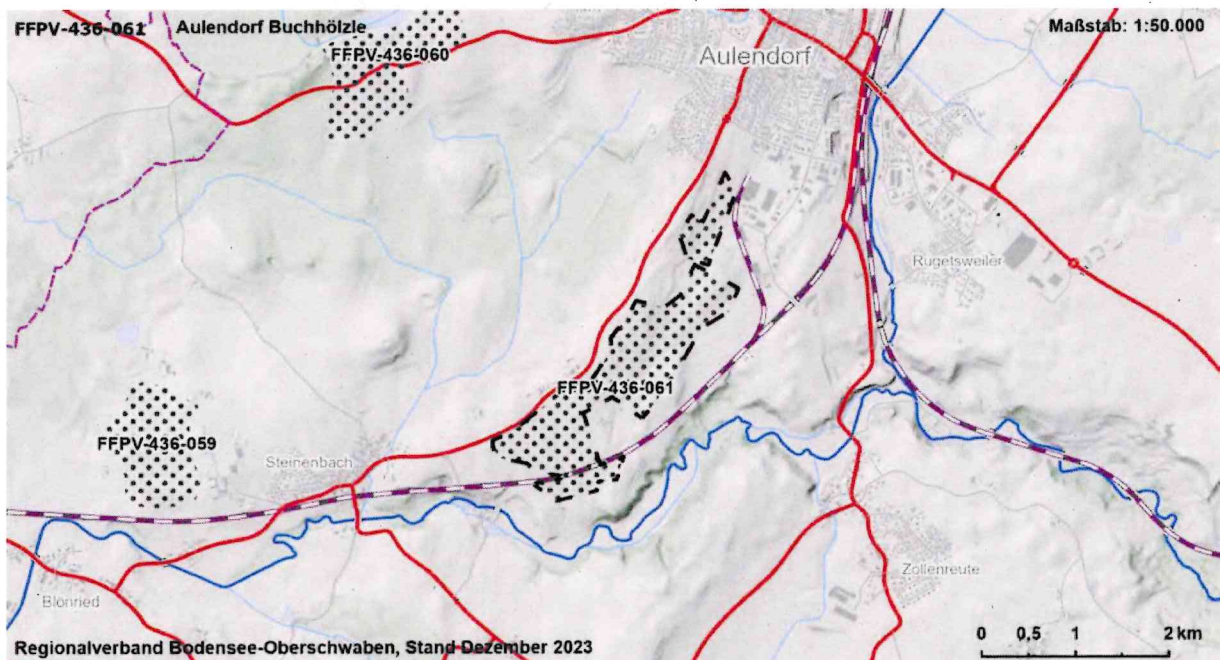 FFPV-436-061 Aulendorf Buchhölzle Maßstab: 1:50.000
FFPV-436-060
Aulendorf
Rugetsweiler
FFPV-436-061
FFPV-436-059
Steinenbach
Zollenreute
Blönried
0 0,5 1 2 km
Regionalverband Bodensee-Oberschwaben, Stand Dezember 2023